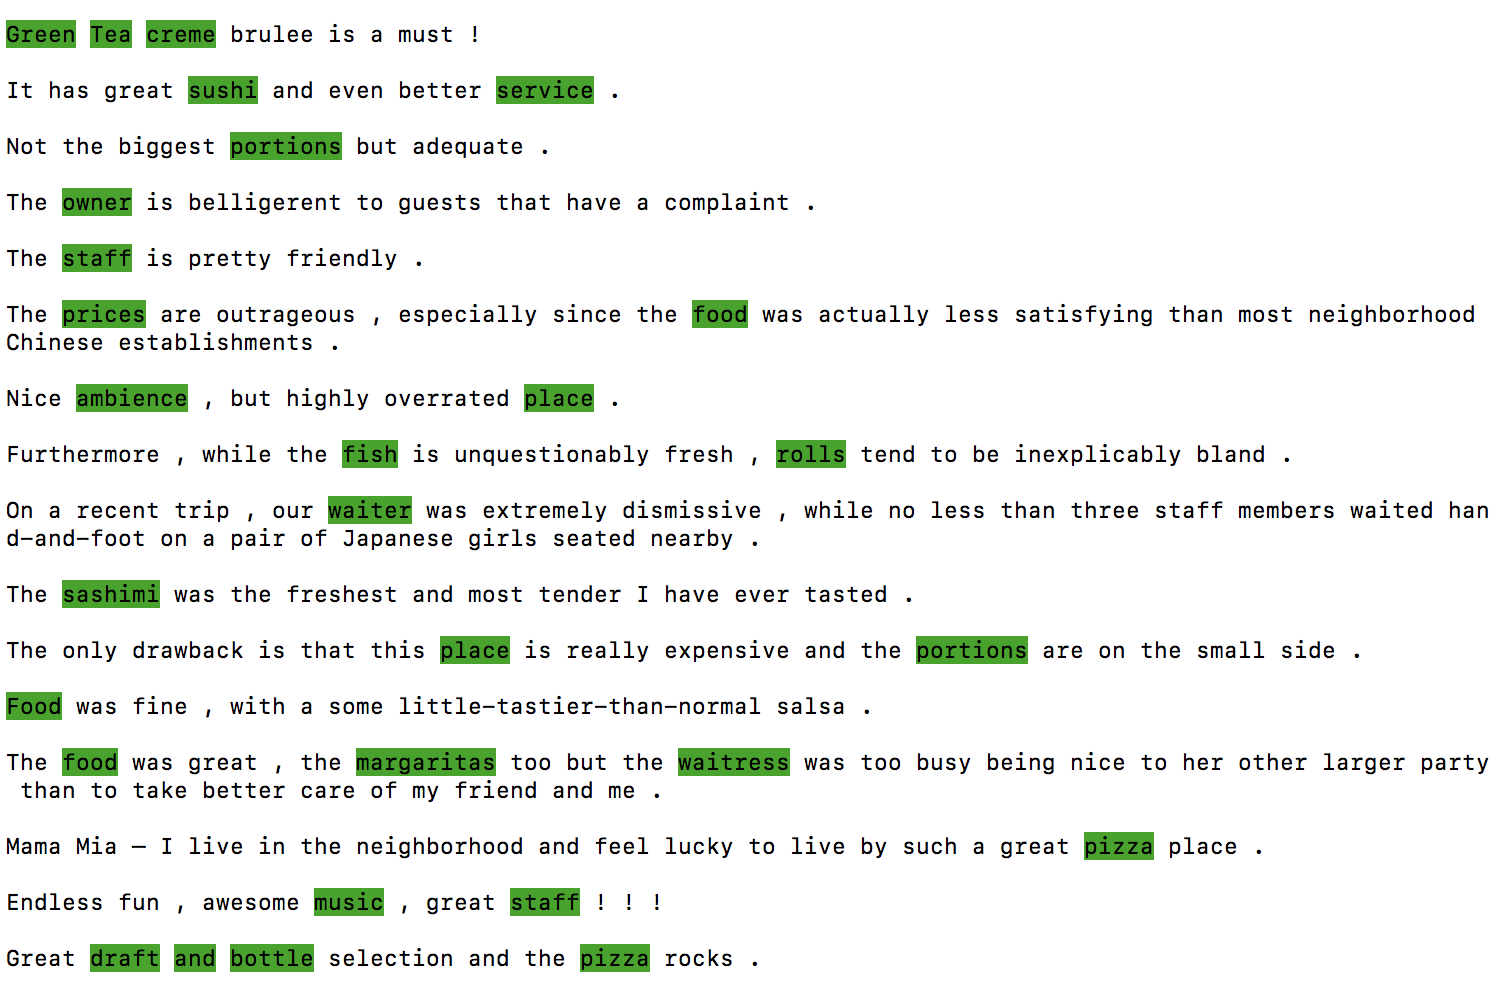 Green Tea creme brulee is a must !
It has great sushi and even better service .
Not the biggest portions but adequate .
The owner is belligerent to guests that have a complaint .
The staff is pretty friendly .
The prices are outrageous , especially since the food was actually less satisfying than most neighborhood
Chinese establishments .
Nice ambience , but highly overrated place .
Furthermore , while the fish is unquestionably fresh , rolls tend to be inexplicably bland .
On a recent trip , our waiter was extremely dismissive , while no less than three staff members waited han
d-and-foot on a pair of Japanese girls seated nearby .
The sashimi was the freshest and most tender I have ever tasted .
The only drawback is that this place is really expensive and the portions are on the small side .
Food was fine , with a some little-tastier-than-normal salsa .
The food was great , the margaritas too but the waitress was too busy being nice to her other larger party
than to take better care of my friend and me .
Mama Mia — I live in the neighborhood and feel lucky to live by such a great pizza place .
Endless fun , awesome music , great staff ! ! !
Great draft and bottle selection and the pizza rocks .